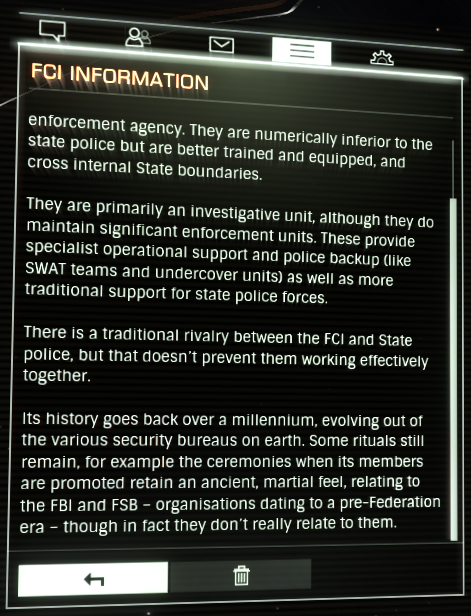 FCI INFORMATION
enforcement agency. They are numerically inferior to the
state police but are better trained and equipped, and
cross internal State boundaries.
They are primarily an investigative unit, although they do
maintain significant enforcement units. These provide
specialist operational support and police backup (like
SWAT teams and undercover units) as well as more
traditional support for state police forces.
There is a traditional rivalry between the FCI and State
police, but that doesn't prevent them working effectively
together.
Its history goes back over a millennium, evolving out of
the various security bureaus on earth. Some rituals still
remain, for example the ceremonies when its members
are promoted retain an ancient, martial feel, relating to
the FBI and FSB – organisations dating to a pre-Federation
era – though in fact they don't really relate to them.